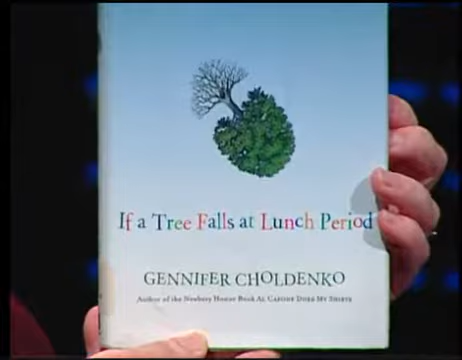 If a Tree Falls at Lunch Period
GENNIFER CHOLDENKO
Author of the Newbery Honor Book AL CAPONE DOES MY SHIRTS